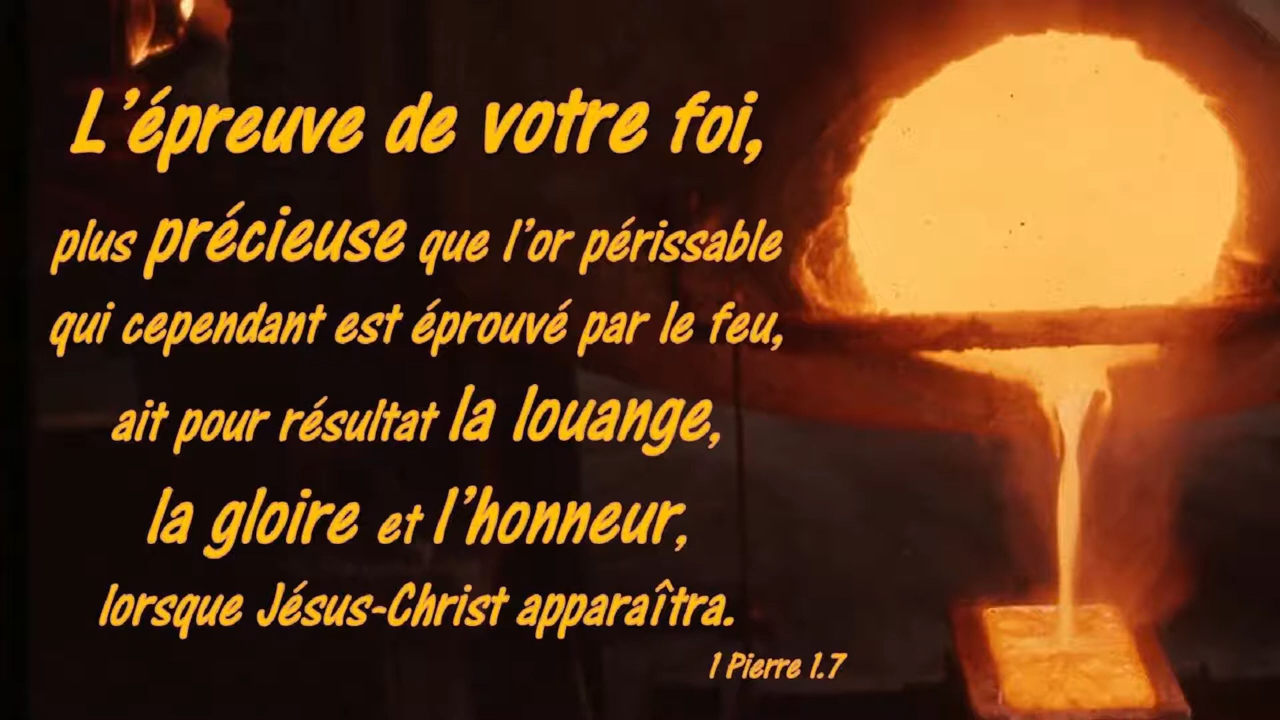 L'épreuve de votre foi,
plus précieuse que l'or périssable
qui cependant est éprouvé par le feu,
ait pour résultat la louange,
la gloire et l'honneur,
lorsque Jésus-Christ apparaîtra.
1 Pierre 1.7